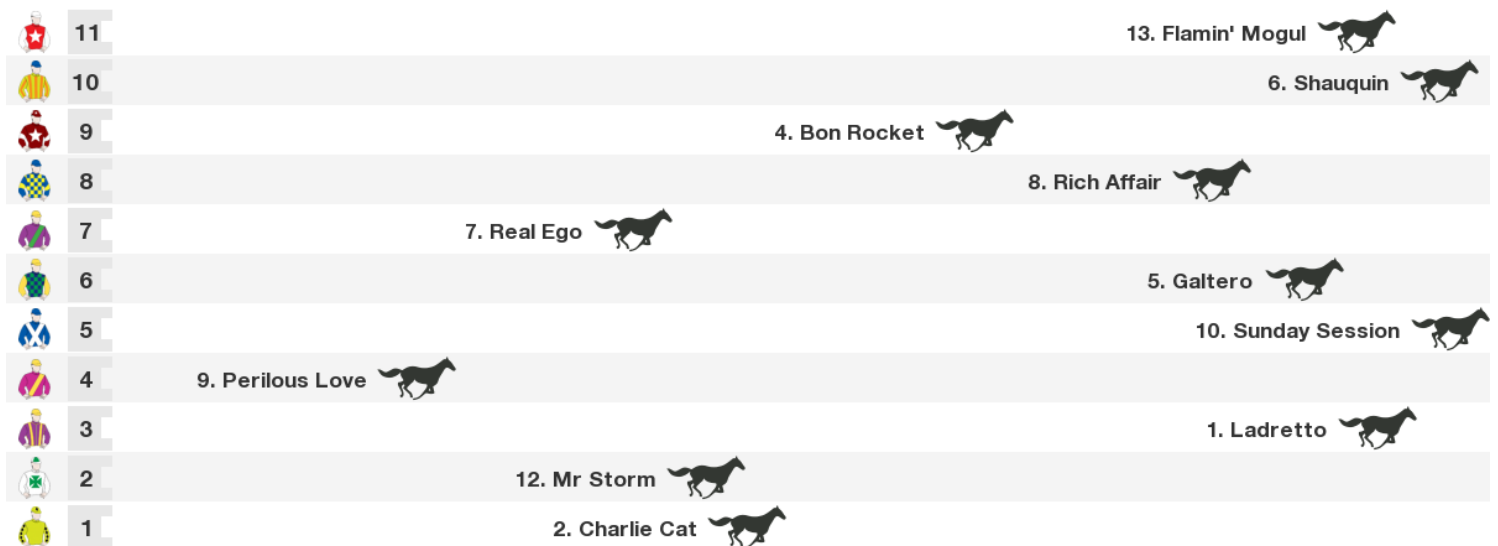 11 13. Flamin' Mogul
10 6. Shauquin
9 4. Bon Rocket
8 8. Rich Affair
7 7. Real Ego
6 5. Galtero
5 10. Sunday Session
4 9. Perilous Love
3 1. Ladretto
2 12. Mr Storm
1 2. Charlie Cat